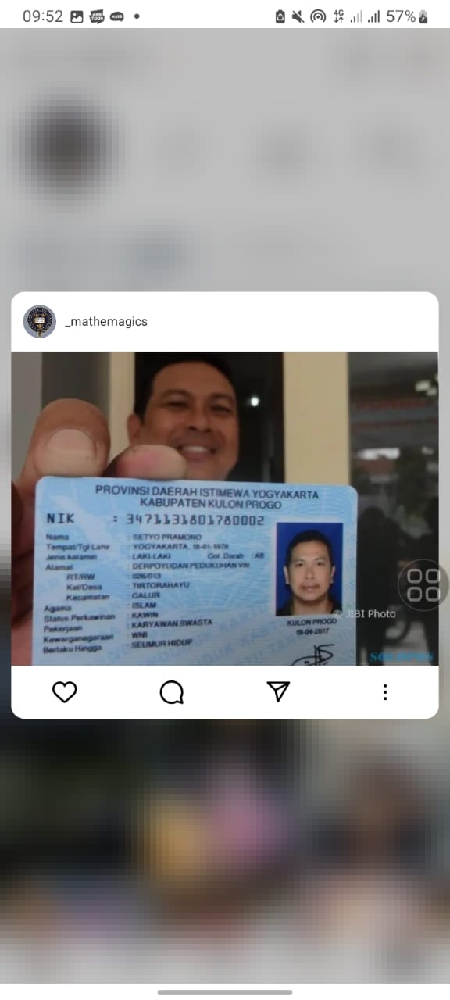 09:52
4G
57%
_mathemagics
PROVINSI DAERAH ISTIMEWA YOGYAKARTA
KABUPATEN KULON PROGO
NIK : 3471131801780002
Nama : SETYO PRAMONO
Tempat/Tgl Lahir : YOGYAKARTA, 18-01-1978
Jenis kelamin : LAKI-LAKI Gol. Darah : AB
Alamat : DERPOYUDAN PEDUKUHAN VIII
RT/RW : 026/013
Kel/Desa : TIRTORAHAYU
Kecamatan : GALUR
Agama : ISLAM
Status Perkawinan : KAWIN
Pekerjaan : KARYAWAN SWASTA
Kewarganegaraan : WNI
Berlaku Hingga : SEUMUR HIDUP
KULON PROGO
19-04-2017
© JIBI Photo
SOLOPOS